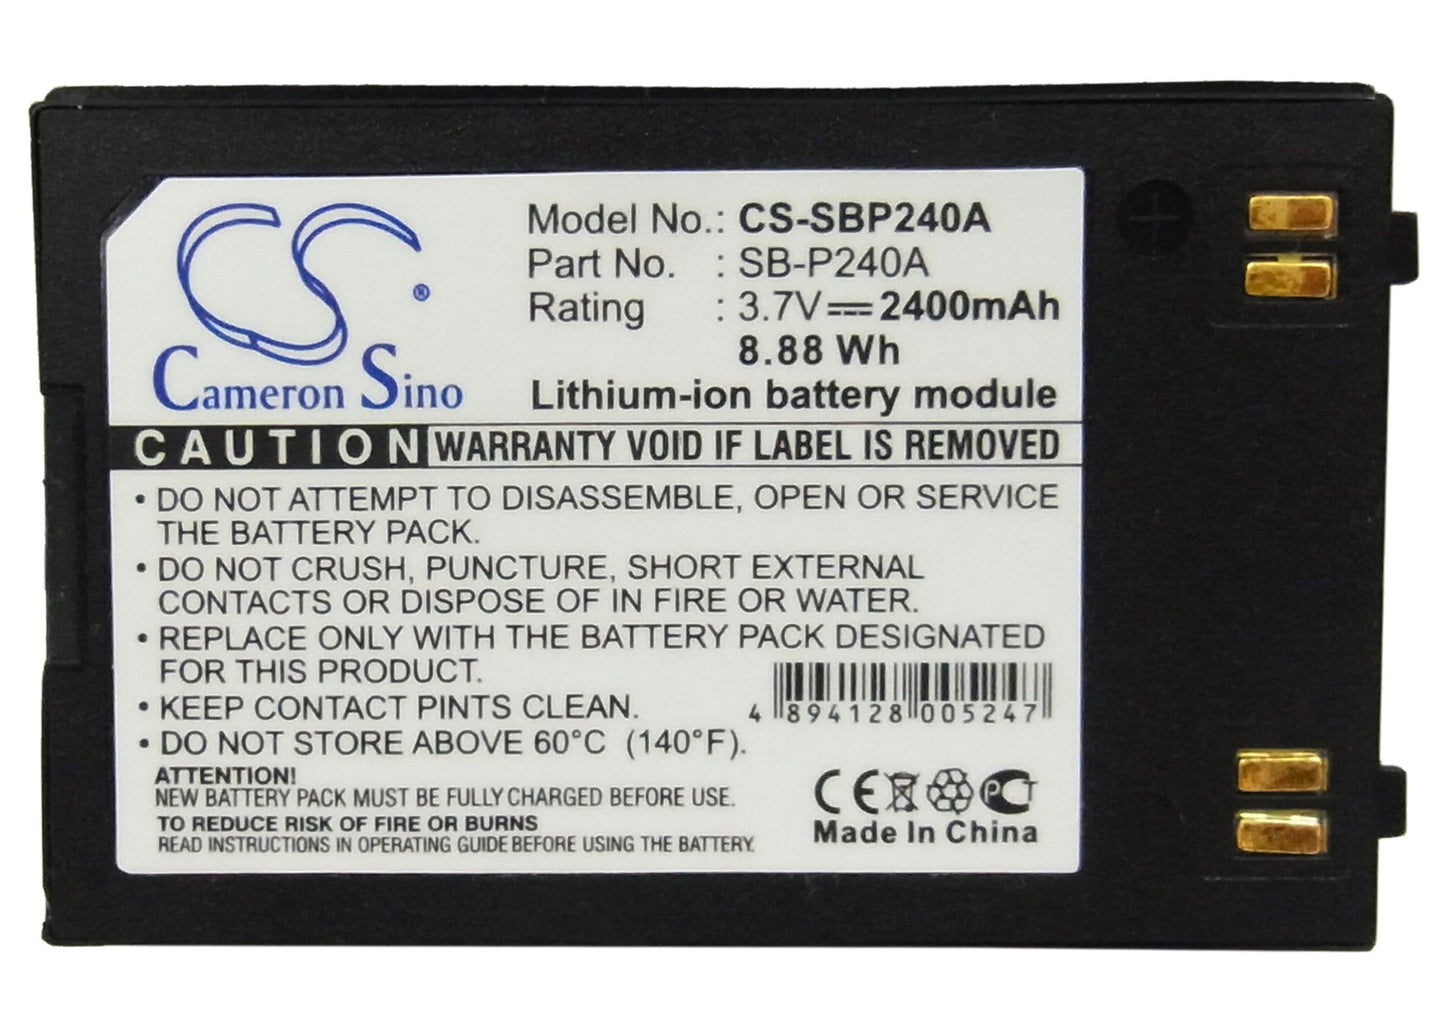 CS®
Cameron Sino
Model No.: CS-SBP240A
Part No. : SB-P240A
Rating : 3.7V 2400mAh
8.88 Wh
Lithium-ion battery module
CAUTION WARRANTY VOID IF LABEL IS REMOVED
• DO NOT ATTEMPT TO DISASSEMBLE, OPEN OR SERVICE
THE BATTERY PACK.
• DO NOT CRUSH, PUNCTURE, SHORT EXTERNAL
CONTACTS OR DISPOSE OF IN FIRE OR WATER.
• REPLACE ONLY WITH THE BATTERY PACK DESIGNATED
FOR THIS PRODUCT.
• KEEP CONTACT PINTS CLEAN.
• DO NOT STORE ABOVE 60°C (140°F).
4 894128 005247
ATTENTION!
NEW BATTERY PACK MUST BE FULLY CHARGED BEFORE USE.
TO REDUCE RISK OF FIRE OR BURNS
READ INSTRUCTIONS IN OPERATING GUIDE BEFORE USING THE BATTERY.
CE PCT
Made In China
+